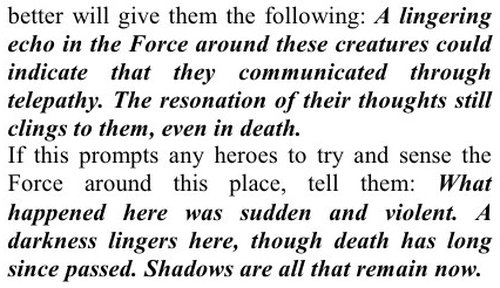 better will give them the following: A lingering
echo in the Force around these creatures could
indicate that they communicated through
telepathy. The resonation of their thoughts still
clings to them, even in death.
If this prompts any heroes to try and sense the
Force around this place, tell them: What
happened here was sudden and violent. A
darkness lingers here, though death has long
since passed. Shadows are all that remain now.